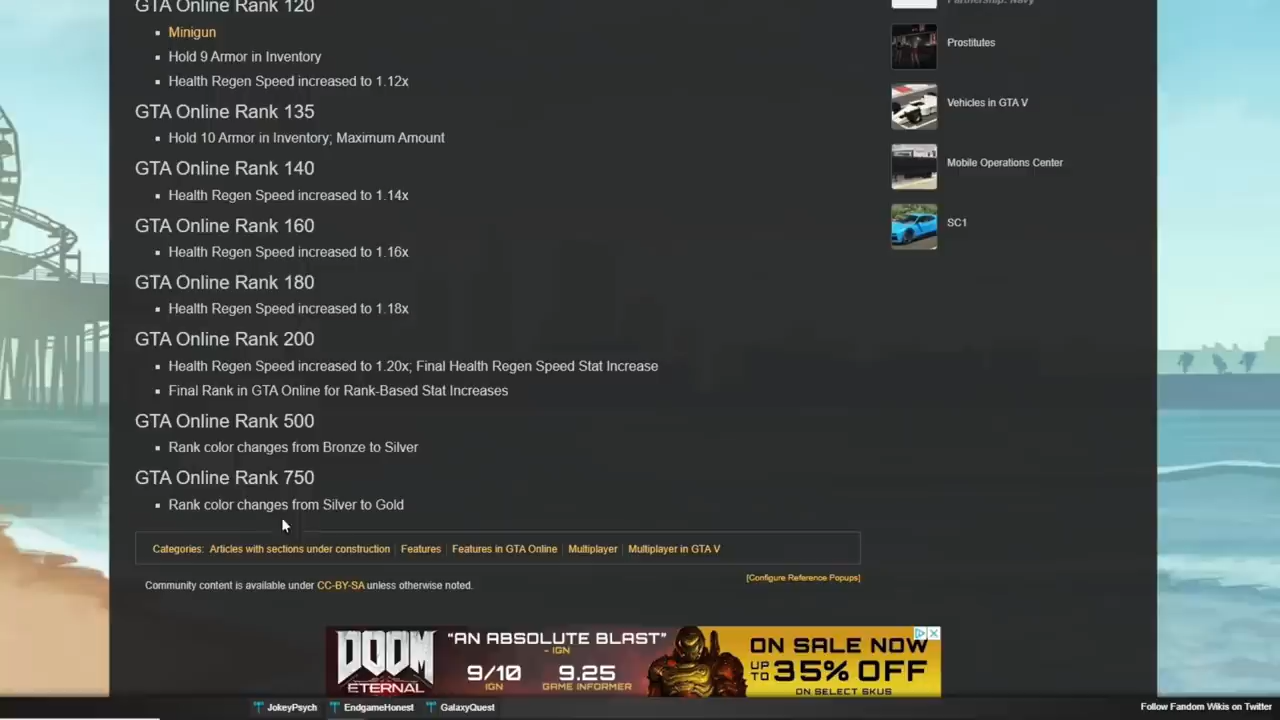 GTA Online Rank 120
Minigun
Hold 9 Armor in Inventory
Health Regen Speed increased to 1.12x
GTA Online Rank 135
Hold 10 Armor in Inventory; Maximum Amount
GTA Online Rank 140
Health Regen Speed increased to 1.14x
GTA Online Rank 160
Health Regen Speed increased to 1.16x
GTA Online Rank 180
Health Regen Speed increased to 1.18x
GTA Online Rank 200
Health Regen Speed increased to 1.20x; Final Health Regen Speed Stat Increase
Final Rank in GTA Online for Rank-Based Stat Increases
GTA Online Rank 500
Rank color changes from Bronze to Silver
GTA Online Rank 750
Rank color changes from Silver to Gold
Categories: Articles with sections under construction Features Features in GTA Online Multiplayer Multiplayer in GTA V
[Configure Reference Popups]
Community content is available under CC-BY-SA unless otherwise noted.
Partnership: Navy
Prostitutes
Vehicles in GTA V
Mobile Operations Center
SC1
DOOM
ETERNAL
"AN ABSOLUTE BLAST"
- IGN
9/10
IGN
9.25
GAME INFORMER
ON SALE NOW
UP TO 35% OFF
ON SELECT SKUS
JokeyPsych EndgameHonest GalaxyQuest
Follow Fandom Wikis on Twitter